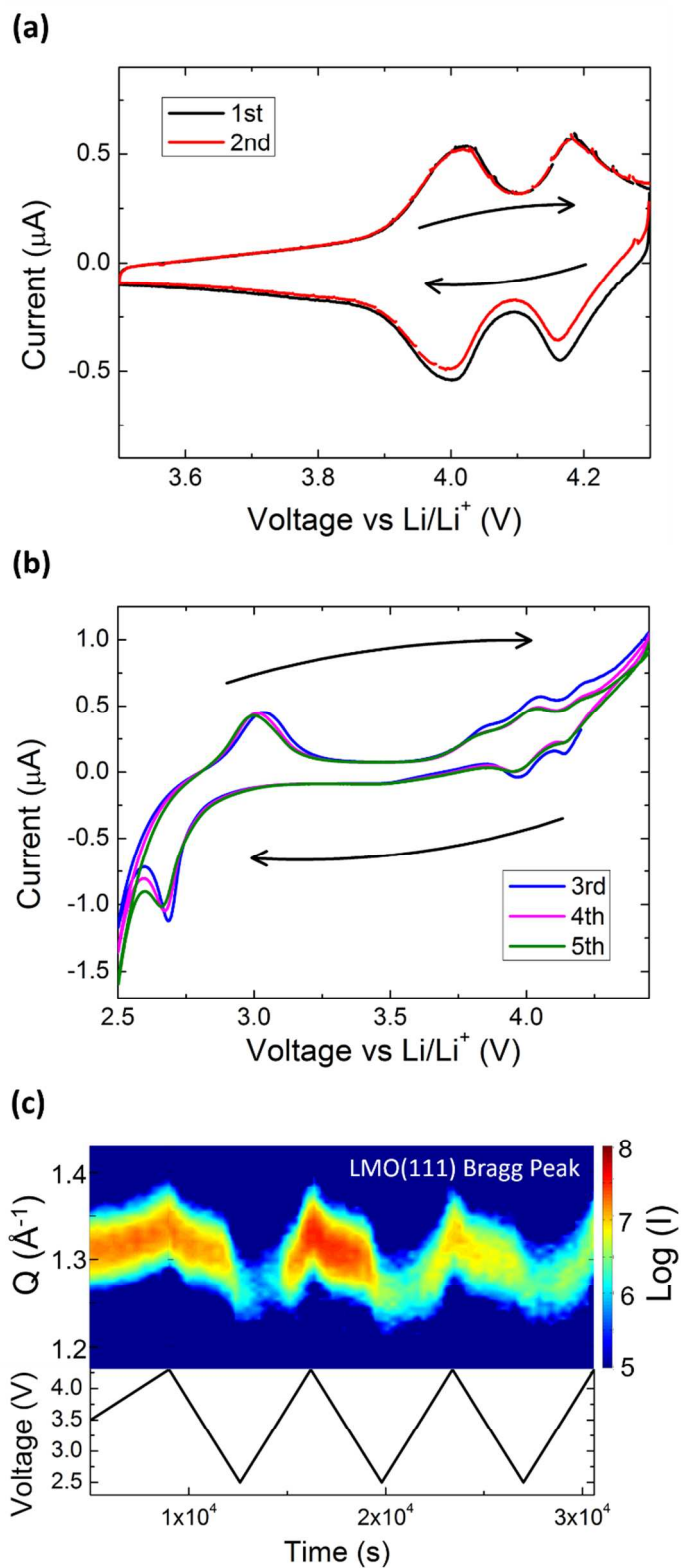 (a)
1st
2nd
0.5
0.0
-0.5
Current (μA)
3.6
3.8
4.0
4.2
Voltage vs Li/Li⁺ (V)
(b)
1.0
0.5
0.0
-0.5
-1.0
-1.5
Current (μA)
3rd
4th
5th
2.5
3.0
3.5
4.0
Voltage vs Li/Li⁺ (V)
(c)
LMO(111) Bragg Peak
1.4
1.3
1.2
Q (Å⁻¹)
8
7
6
5
Log (I)
4.0
3.5
3.0
2.5
Voltage (V)
1x10⁴
2x10⁴
3x10⁴
Time (s)